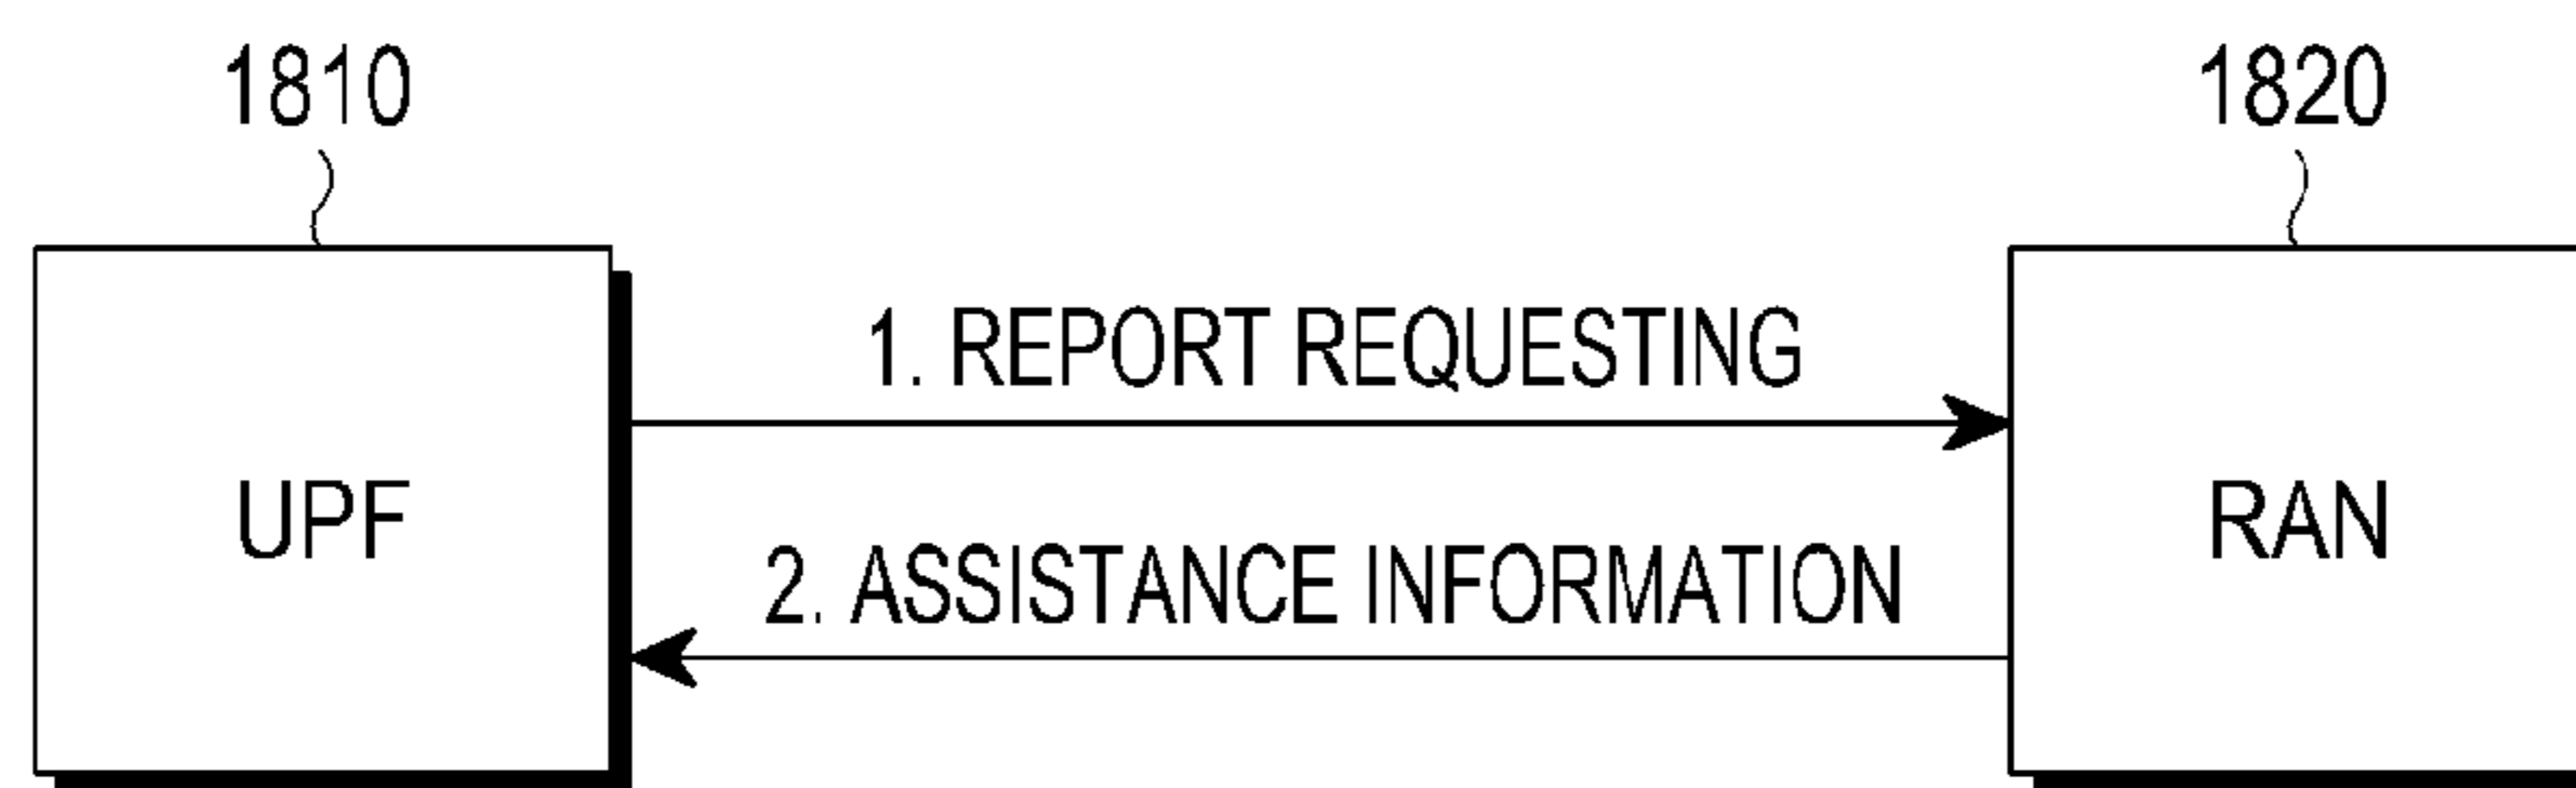 1810
1820
1. REPORT REQUESTING
UPF
RAN
2. ASSISTANCE INFORMATION